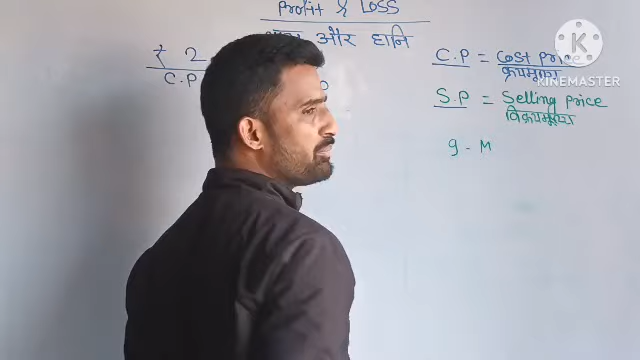 Profit & Loss
लाभ और हानि
₹ 2
C.P
C.P = Cost Price
क्रयमूल्य
S.P = Selling price
विक्रयमूल्य
9 - M
K
KINEMASTER